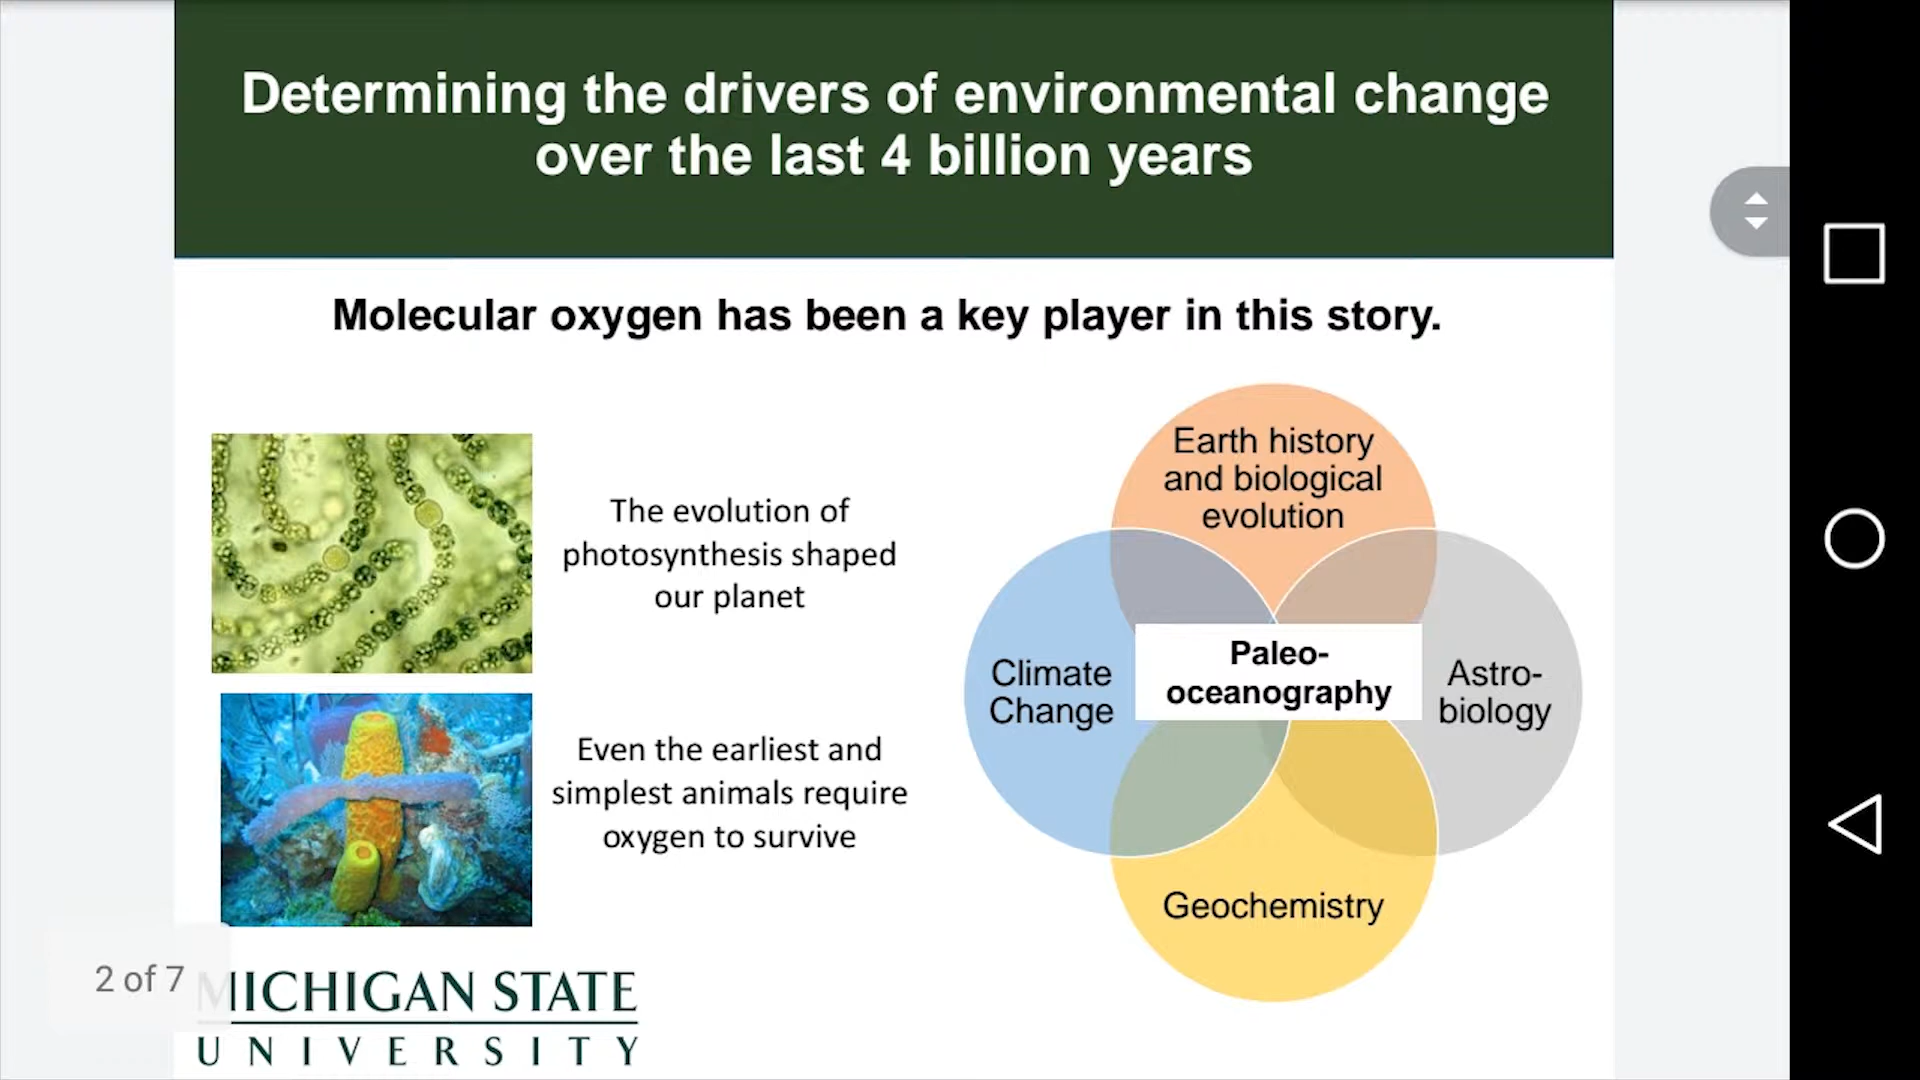 Determining the drivers of environmental change
over the last 4 billion years
Molecular oxygen has been a key player in this story.
The evolution of
photosynthesis shaped
our planet
Even the earliest and
simplest animals require
oxygen to survive
Earth history
and biological
evolution
Climate
Change
Paleo-
oceanography
Astro-
biology
Geochemistry
2 of 7
MICHIGAN STATE
UNIVERSITY